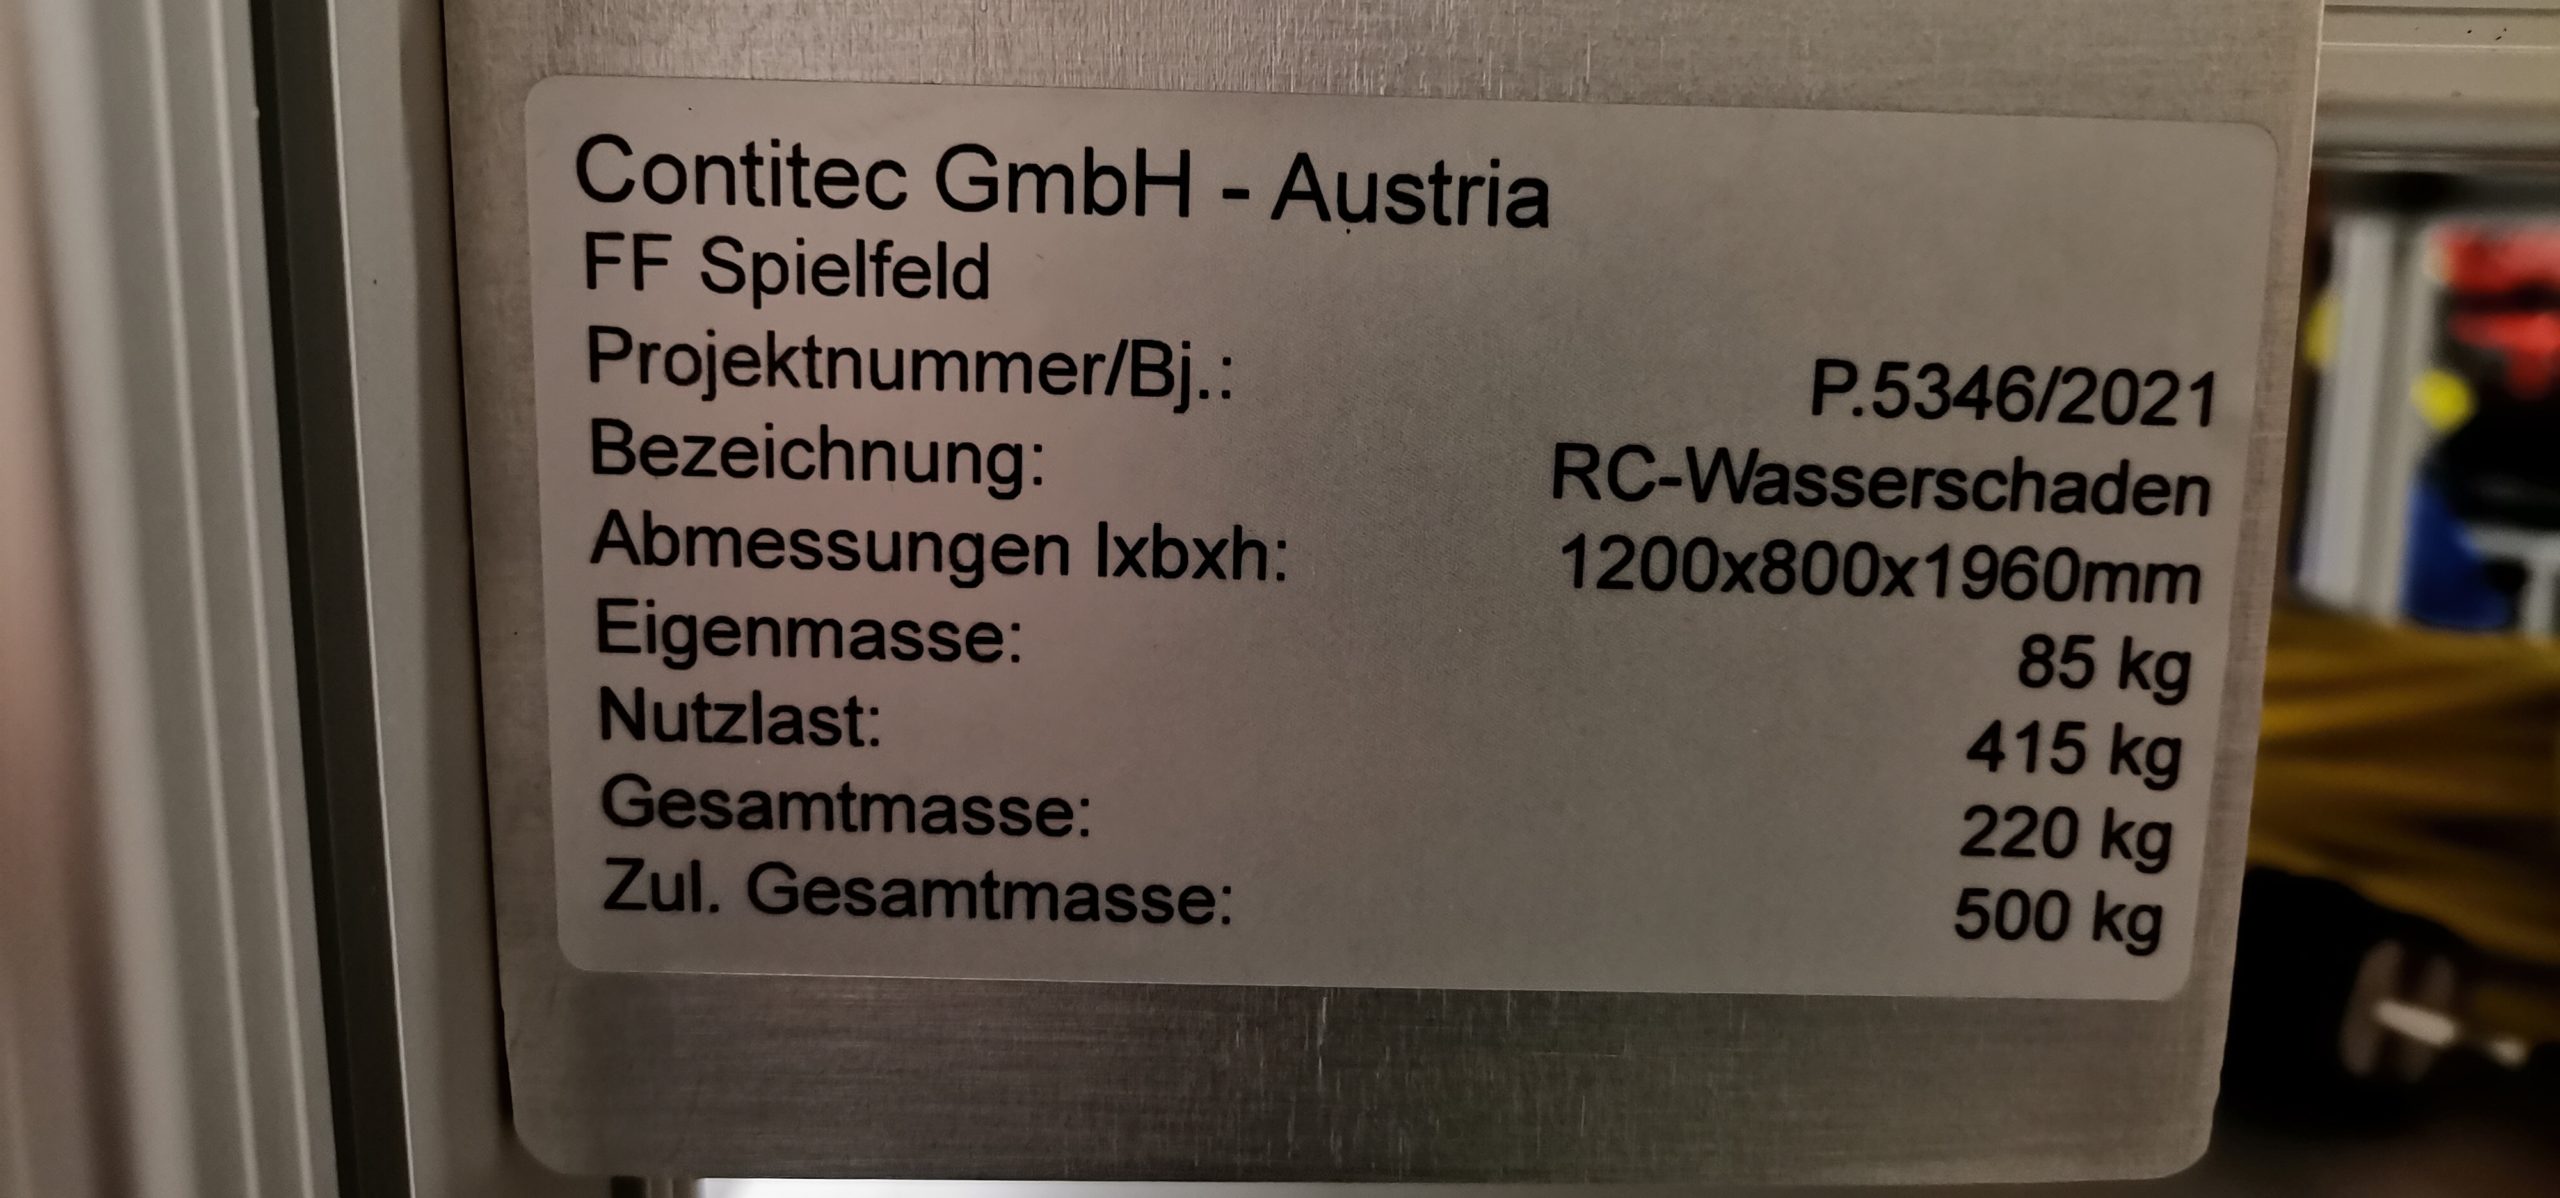 Contitec GmbH - Austria
FF Spielfeld
Projektnummer/Bj.: P.5346/2021
Bezeichnung: RC-Wasserschaden
Abmessungen lxbxh: 1200x800x1960mm
Eigenmasse: 85 kg
Nutzlast: 415 kg
Gesamtmasse: 220 kg
Zul. Gesamtmasse: 500 kg